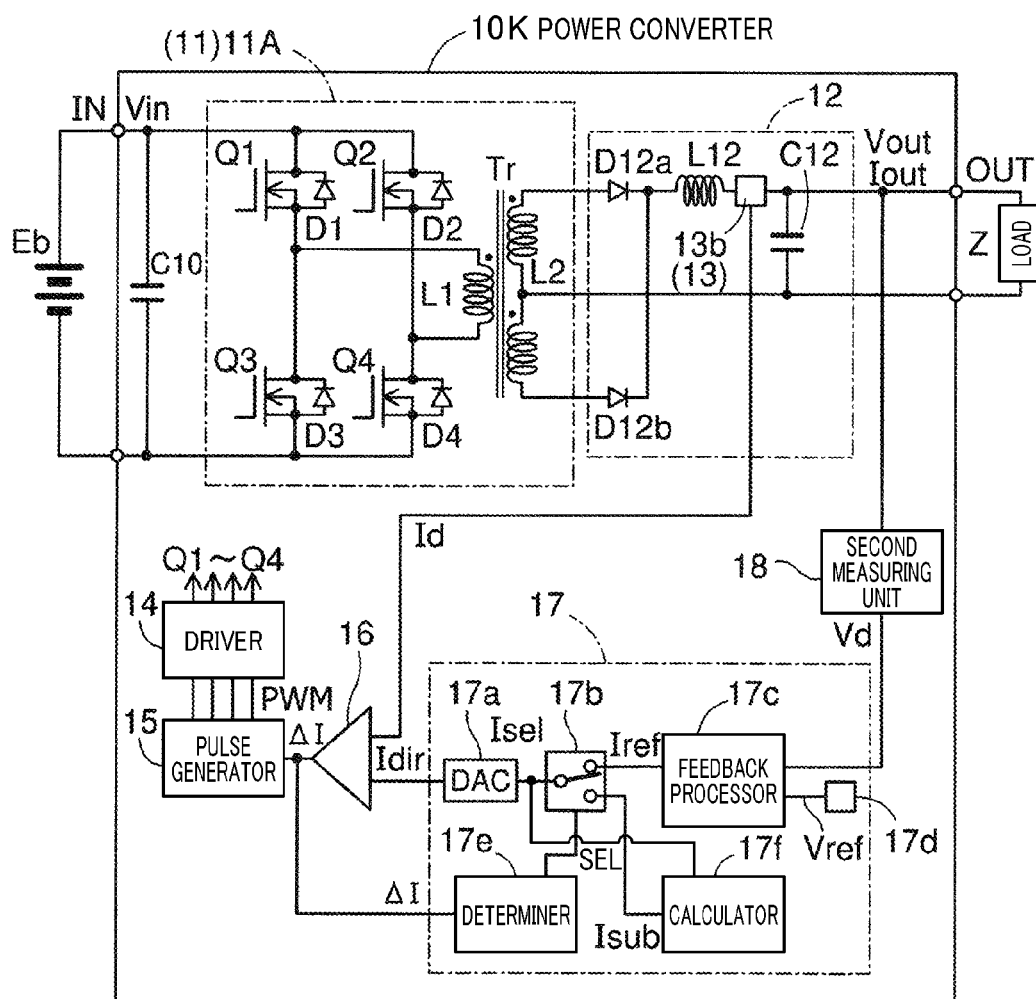 10K POWER CONVERTER
(11)11A
IN
Vin
12
Q1
Q2
Tr
D12a
L12
C12
Vout
Iout
OUT
D1
D2
Eb
C10
L1
L2
13b
(13)
Z
LOAD
Q3
Q4
D3
D4
D12b
Id
Q1～Q4
14
DRIVER
16
17
18
SECOND
MEASURING
UNIT
Vd
PWM
15
PULSE
GENERATOR
ΔI
Idir
17a
DAC
Isel
17b
Iref
17c
FEEDBACK
PROCESSOR
Vref
17d
17e
SEL
17f
ΔI
DETERMINER
Isub
CALCULATOR